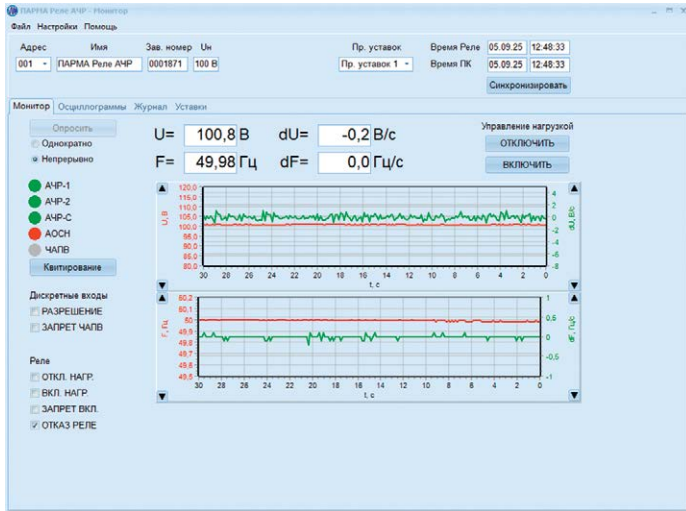 ПАРМА Реле АЧР - Монитор
Файл Настройки Помощь
Адрес Имя Зав. номер Uн Пр. уставок Время Реле 05.09.25 12:48:33
001 ПАРМА Реле АЧР 0001871 100 В Пр. уставок 1 Время ПК 05.09.25 12:48:33
Синхронизировать
Монитор Осциллограммы Журнал Уставки
Опросить
Однократно
Непрерывно
U= 100,8 В dU= -0,2 В/с
F= 49,98 Гц dF= 0,0 Гц/с
Управление нагрузкой
ОТКЛЮЧИТЬ
ВКЛЮЧИТЬ
АЧР-1
АЧР-2
АЧР-С
АОСН
ЧАПВ
Квитирование
Дискретные входы
РАЗРЕШЕНИЕ
ЗАПРЕТ ЧАПВ
Реле
ОТКЛ. НАГР.
ВКЛ. НАГР.
ЗАПРЕТ ВКЛ.
ОТКАЗ РЕЛЕ
U, В
120,0
115,0
110,0
105,0
100,0
95,0
90,0
85,0
80,0
4
2
0
-2
-4
-6
-8
dU, В/с
30 28 26 24 22 20 18 16 14 12 10 8 6 4 2 0
t, с
F, Гц
60,2
60,1
50
49,9
49,8
49,7
49,6
49,5
1
0,5
0
-0,5
-1
dF, Гц/с
30 28 26 24 22 20 18 16 14 12 10 8 6 4 2 0
t, с